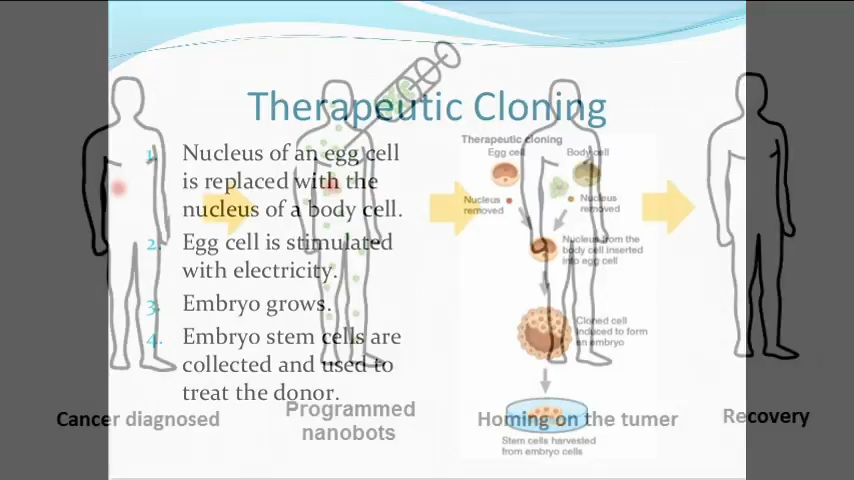 Therapeutic Cloning
1. Nucleus of an egg cell
is replaced with the
nucleus of a body cell.
2. Egg cell is stimulated
with electricity.
3. Embryo grows.
4. Embryo stem cells are
collected and used to
treat the donor.
Therapeutic cloning
Egg cell
Body cell
Nucleus
removed
Nucleus
removed
Nucleus from the
body cell inserted
into egg cell
Cloned cell
induced to form
an embryo
Stem cells harvested
from embryo cells
Cancer diagnosed
Programmed
nanobots
Homing on the tumer
Recovery